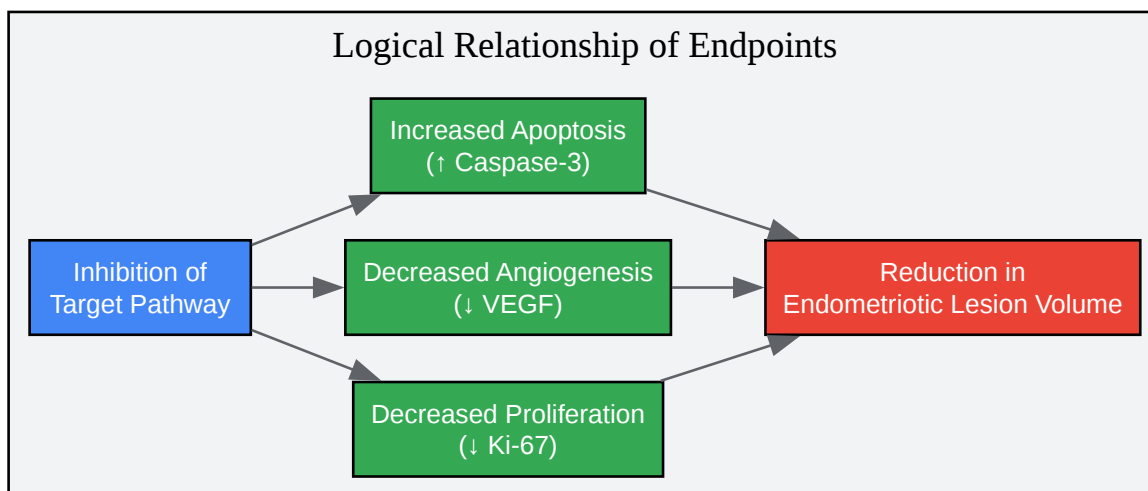 Logical Relationship of Endpoints
Increased Apoptosis
(↑ Caspase-3)
Inhibition of
Target Pathway
Decreased Angiogenesis
(↓ VEGF)
Reduction in
Endometriotic Lesion Volume
Decreased Proliferation
(↓ Ki-67)